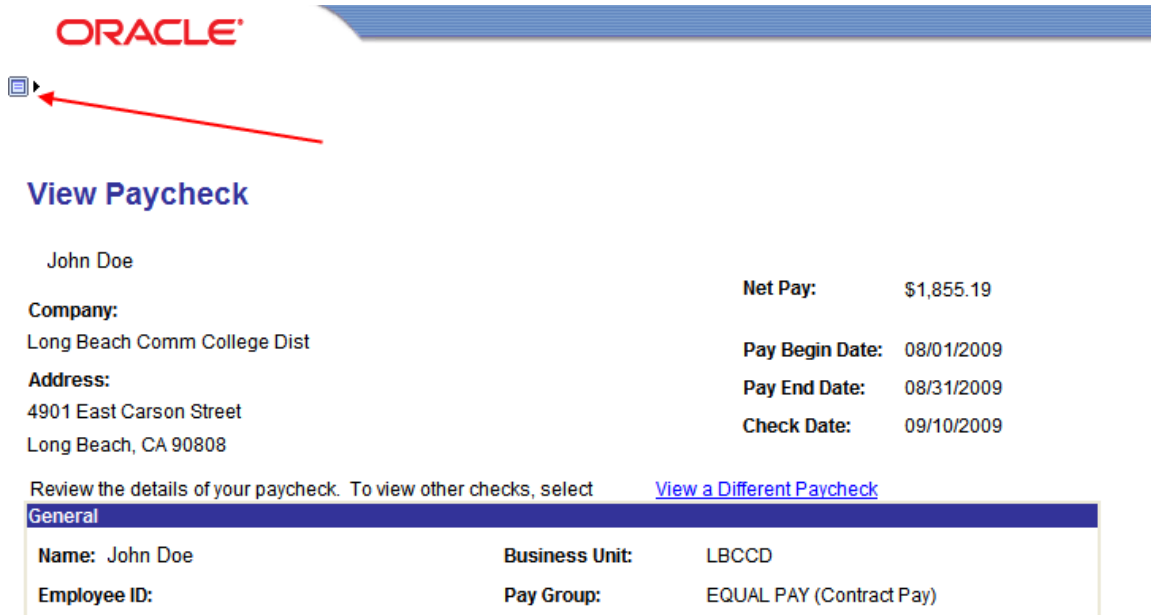 ORACLE
View Paycheck
John Doe
Net Pay: $1,855.19
Company:
Long Beach Comm College Dist
Pay Begin Date: 08/01/2009
Address:
Pay End Date: 08/31/2009
4901 East Carson Street
Check Date: 09/10/2009
Long Beach, CA 90808
Review the details of your paycheck. To view other checks, select View a Different Paycheck
General
Name: John Doe Business Unit: LBCCD
Employee ID: Pay Group: EQUAL PAY (Contract Pay)